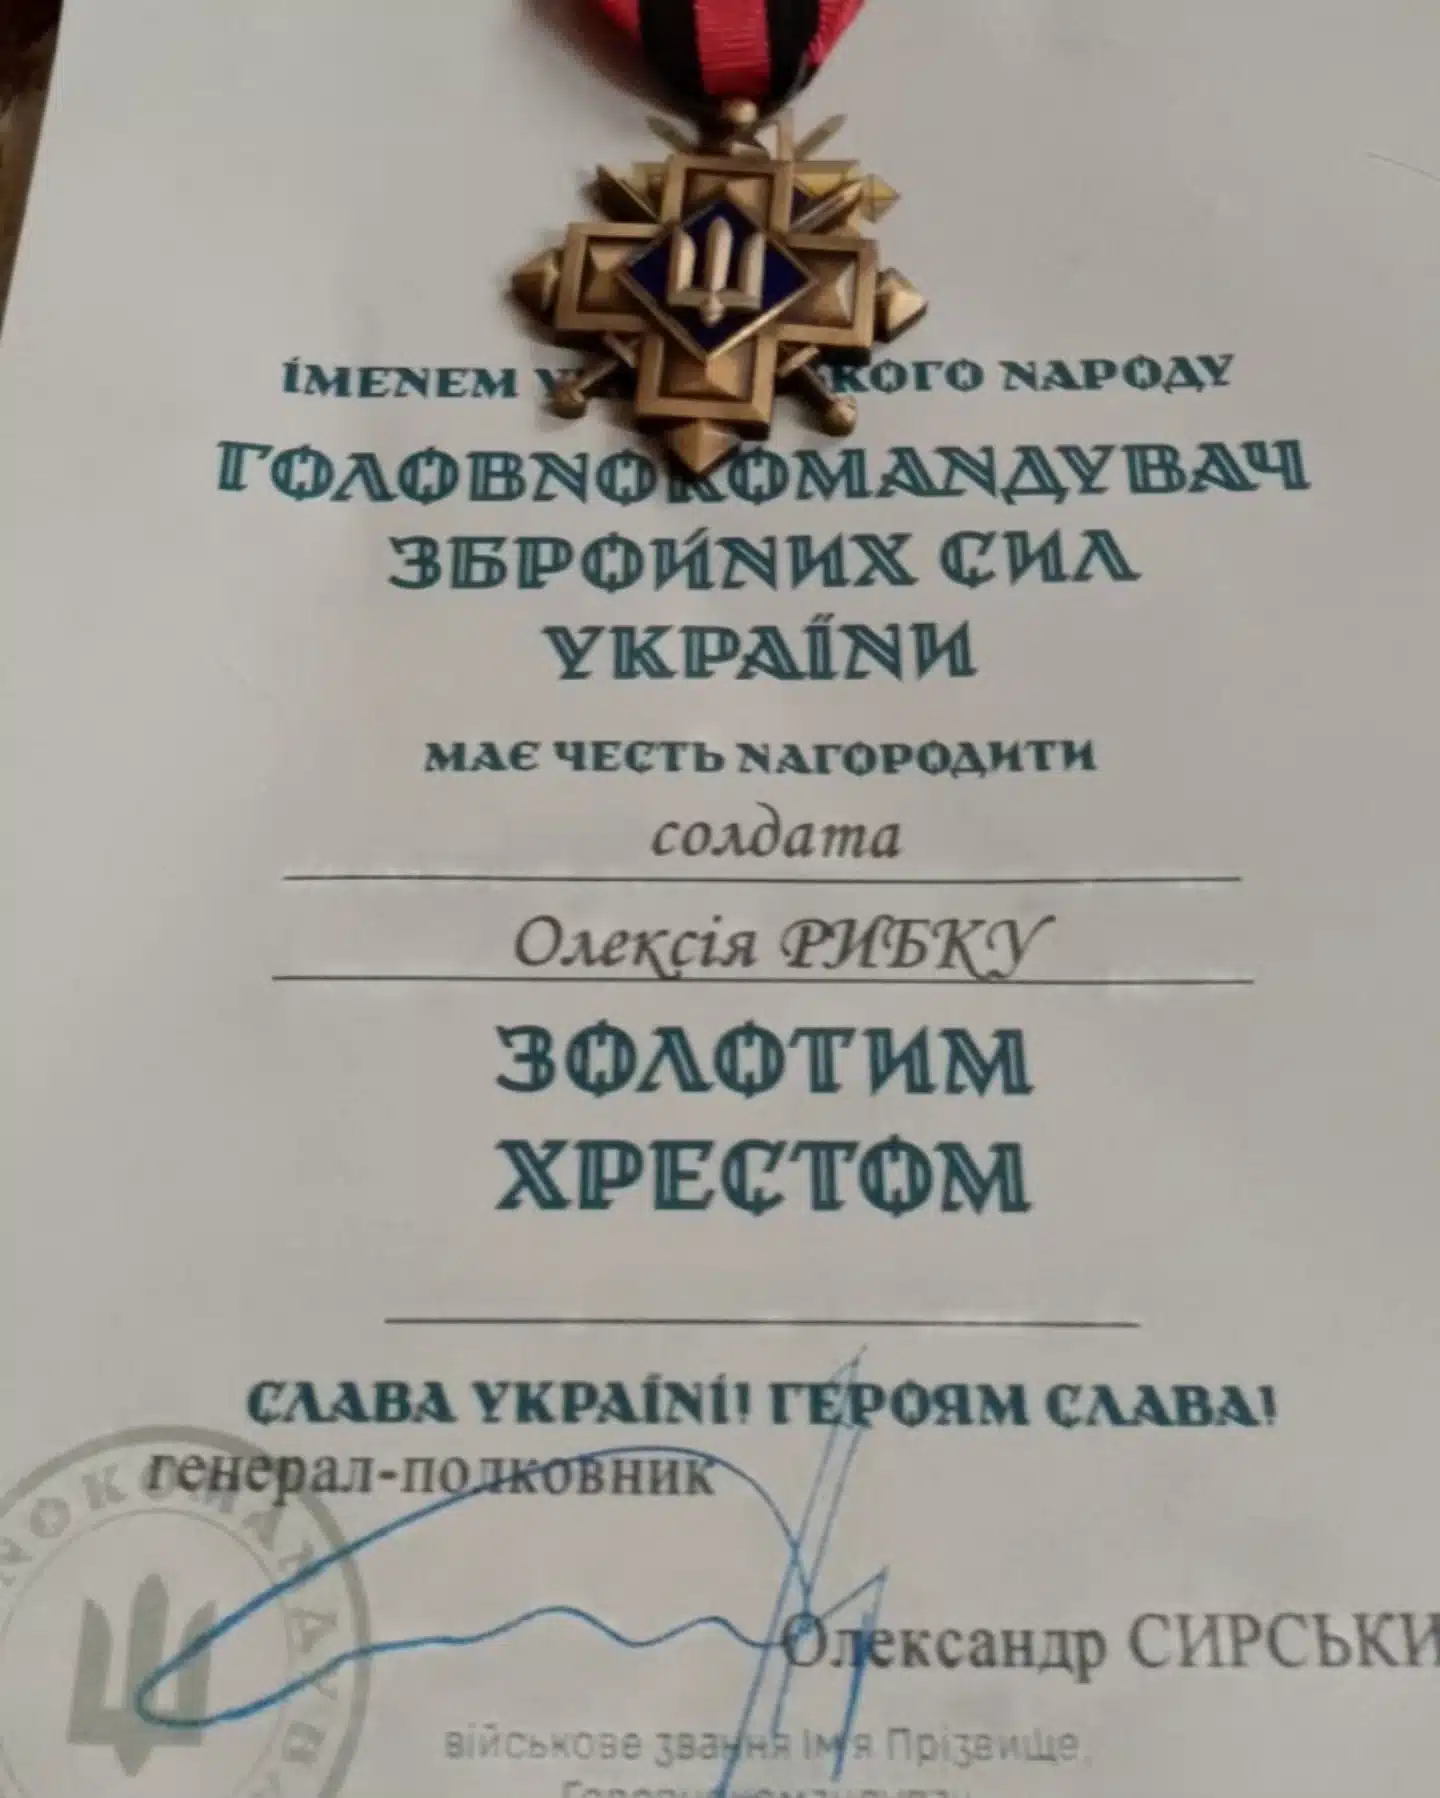 ІМЕНЕМ КОГО НАРОДУ
ГОЛОВНОКОМАНДУВАЧ
ЗБРОЙНИХ СИЛ
УКРАЇНИ
МАЄ ЧЕСТЬ НАГОРОДИТИ
солдата
Олексія РИБКУ
ЗОЛОТИМ
ХРЕСТОМ
СЛАВА УКРАЇНІ! ГЕРОЯМ СЛАВА!
генерал-полковник
Олександр СИРСЬКИ
військове звання Ім'я Прізвище,